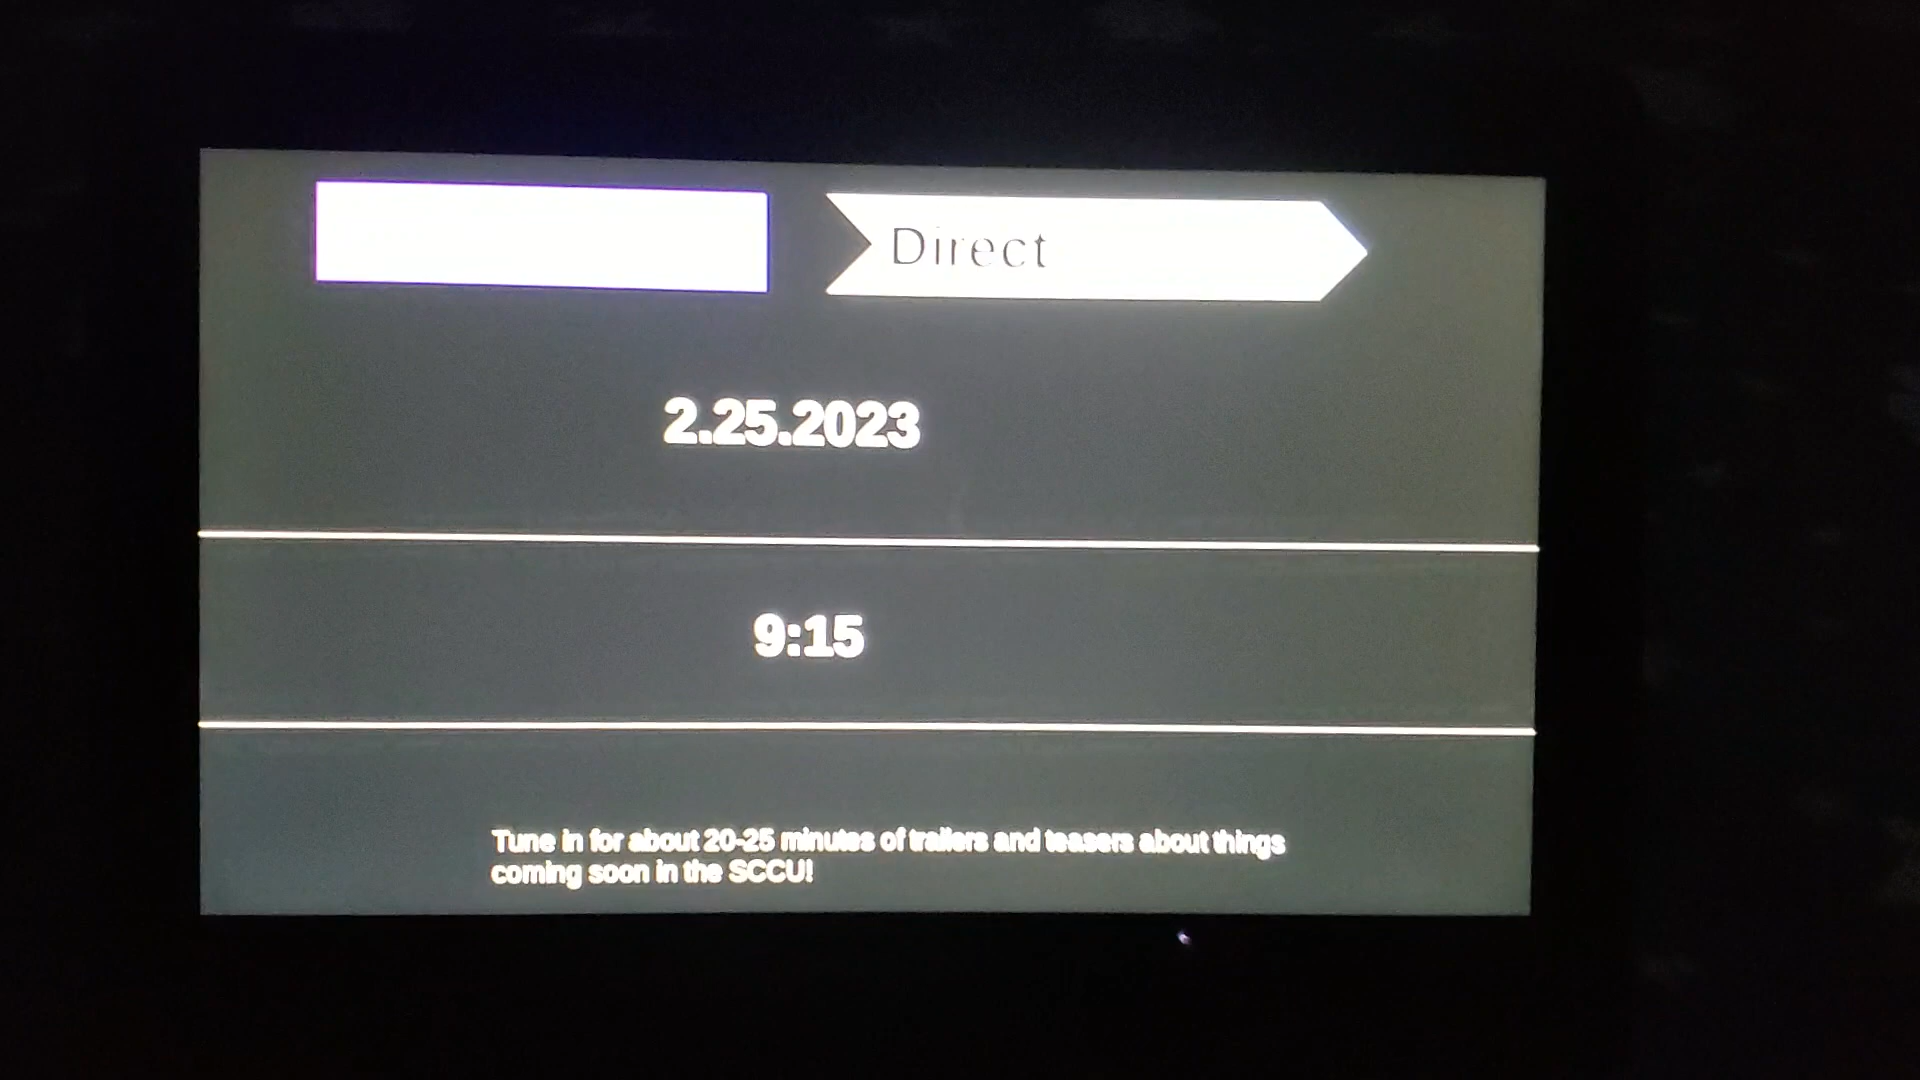 Direct
2.25.2023
9:15
Tune in for about 20-25 minutes of trailers and teasers about things
coming soon in the SCCU!